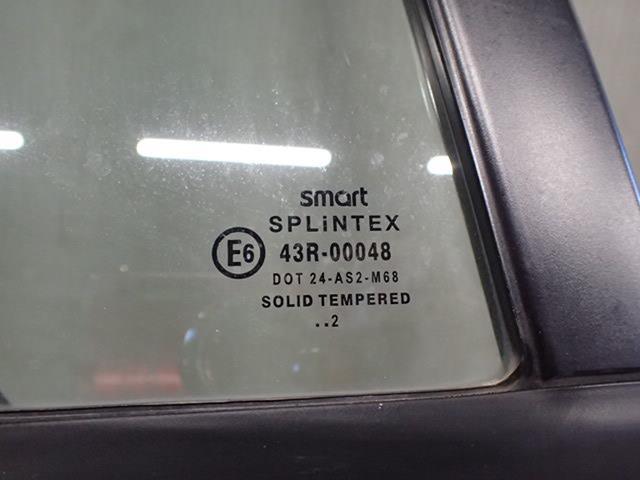 smart
SPLiNTEX
E6 43R-00048
DOT 24-AS2-M68
SOLID TEMPERED
..2